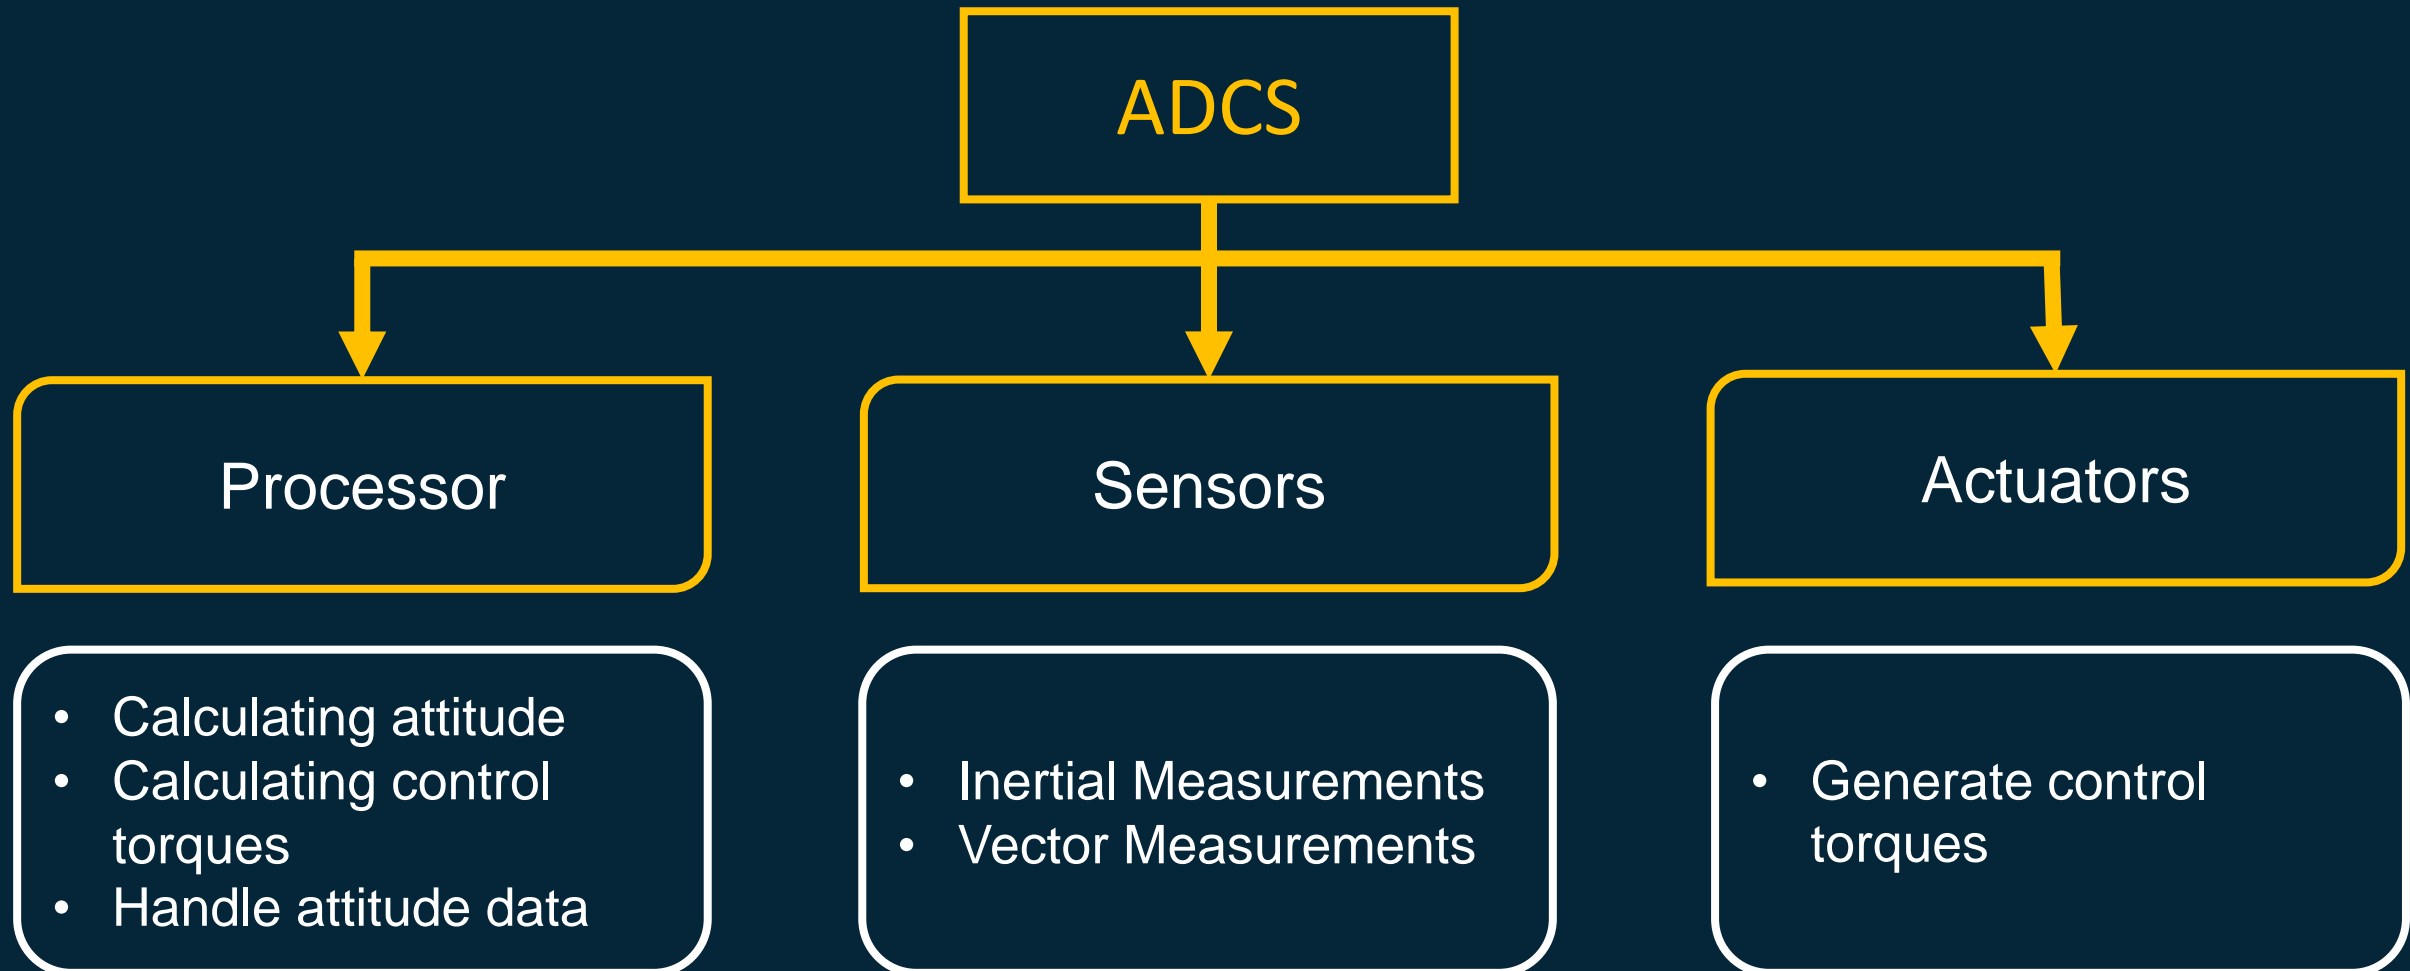 ADCS
Processor
Sensors
Actuators
• Calculating attitude
• Calculating control
torques
• Handle attitude data
• Inertial Measurements
• Vector Measurements
• Generate control
torques